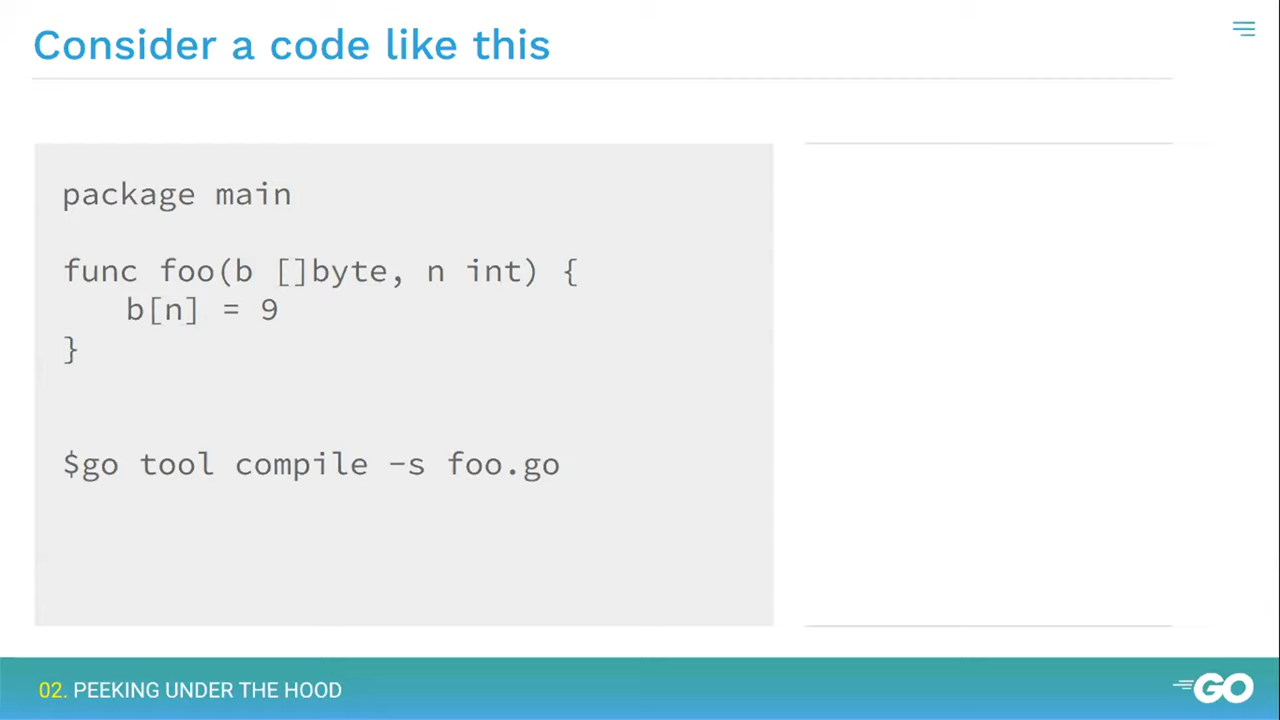 Consider a code like this
package main
func foo(b []byte, n int) {
b[n] = 9
}
$go tool compile -s foo.go
02. PEEKING UNDER THE HOOD
GO